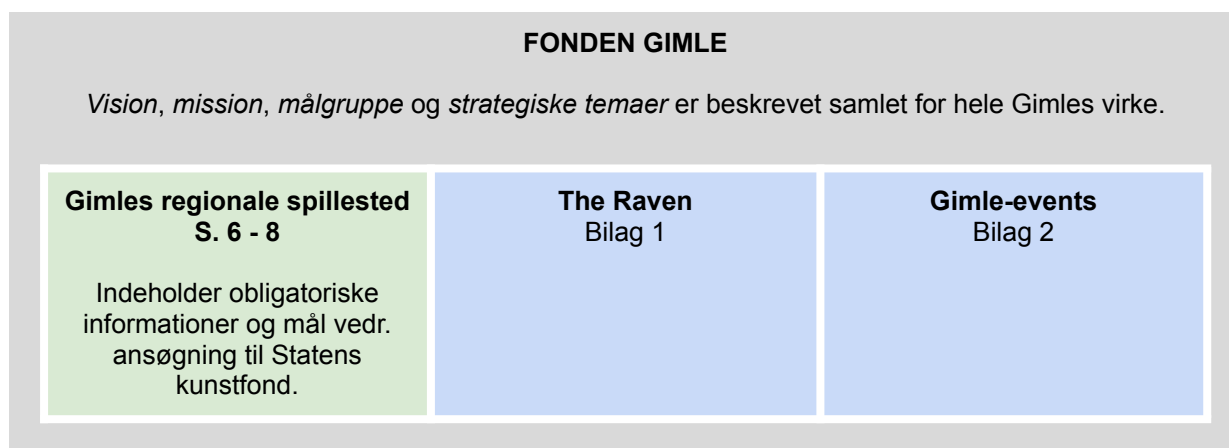 FONDEN GIMLE
Vision, mission, målgruppe og strategiske temaer er beskrevet samlet for hele Gimles virke.
Gimles regionale spillested
S. 6 - 8
Indeholder obligatoriske
informationer og mål vedr.
ansøgning til Statens
kunstfond.
The Raven
Bilag 1
Gimle-events
Bilag 2